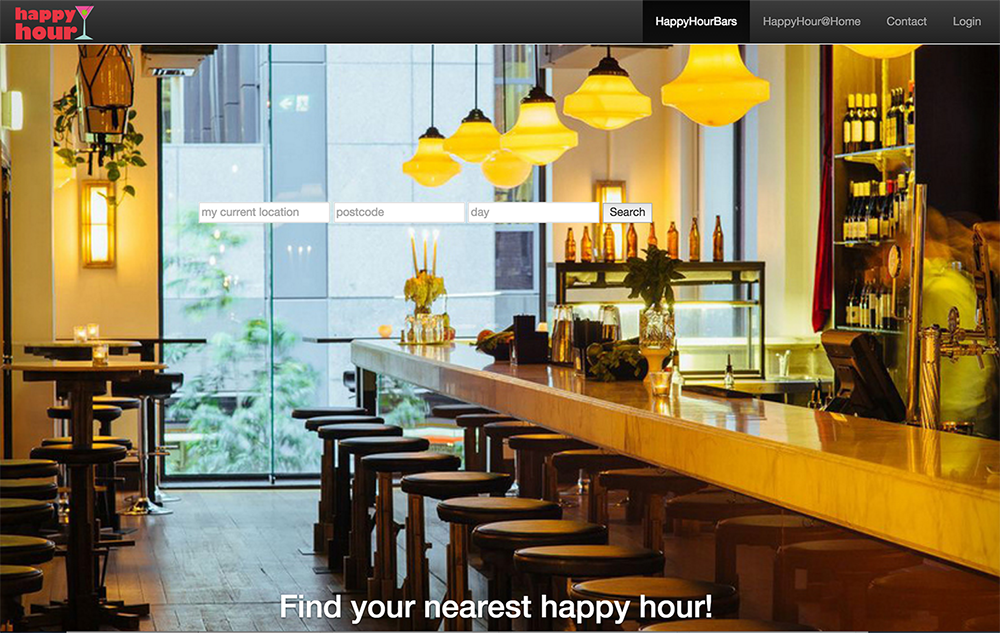 happy
hour
HappyHourBars HappyHour@Home Contact Login
my current location postcode day Search
Find your nearest happy hour!